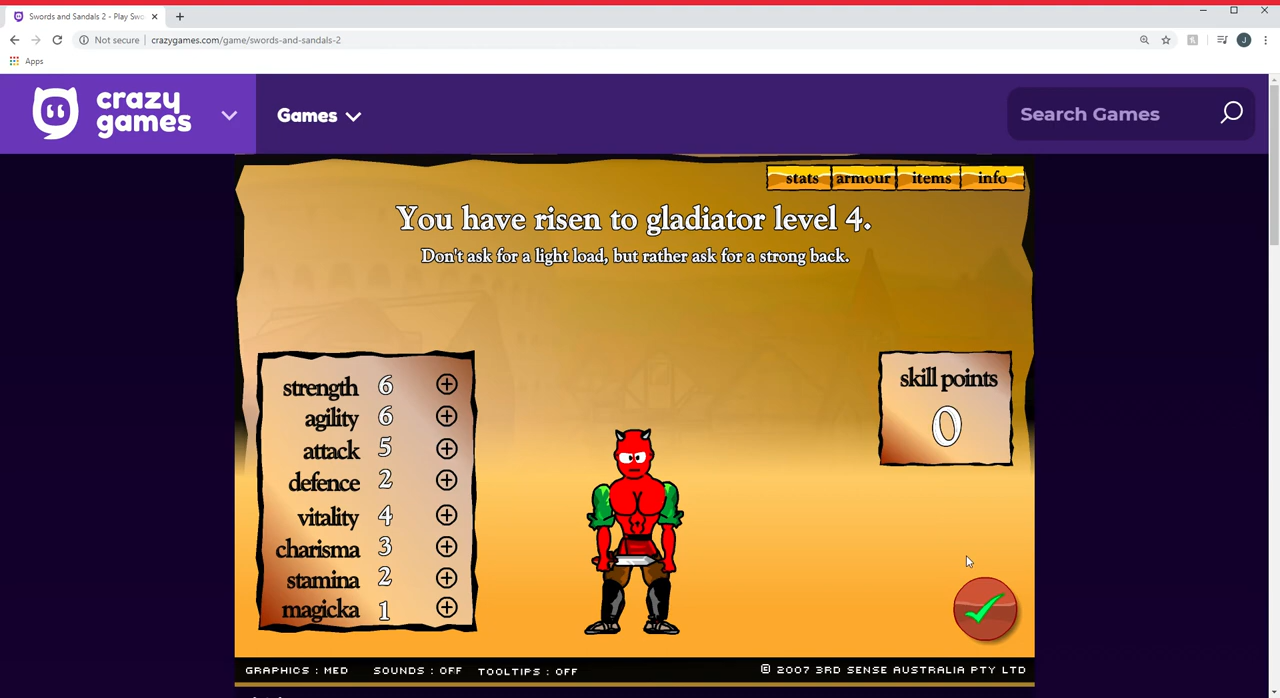 Swords and Sandals 2 - Play Swo
Not secure
crazygames.com/game/swords-and-sandals-2
J
Apps
crazy
games
Games
Search Games
stats
armour
items
info
You have risen to gladiator level 4.
Don't ask for a light load, but rather ask for a strong back.
strength 6
agility 6
attack 5
defence 2
vitality 4
charisma 3
stamina 2
magicka 1
skill points
0
GRAPHICS : MED
SOUNDS : OFF
TOOLTIPS : OFF
© 2007 3RD SENSE AUSTRALIA PTY LTD